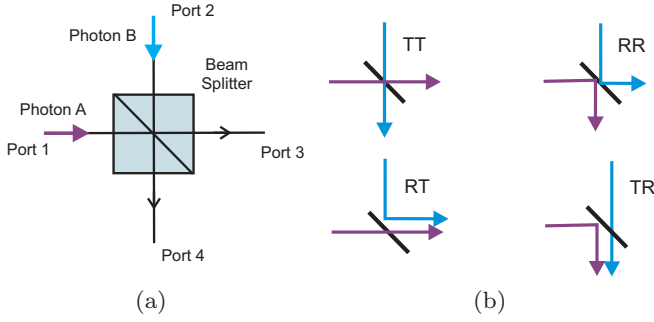 Port 2
Photon B
Beam
Splitter
Photon A
Port 1
Port 3
Port 4
(a)
TT
RR
RT
TR
(b)